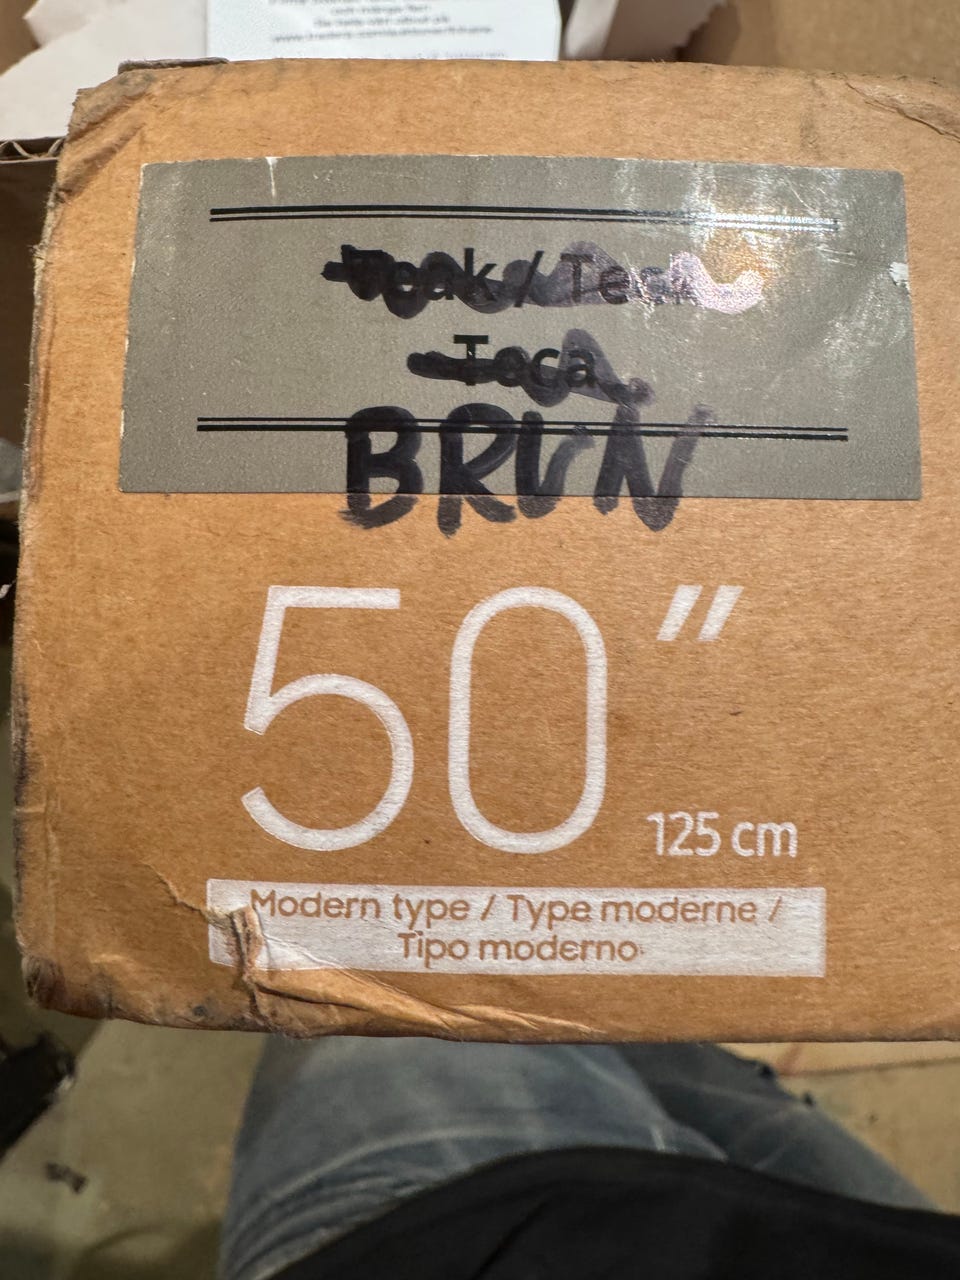 Teak / Teck
Teca
BRUN
50"
125 cm
Modern type / Type moderne /
Tipo moderno